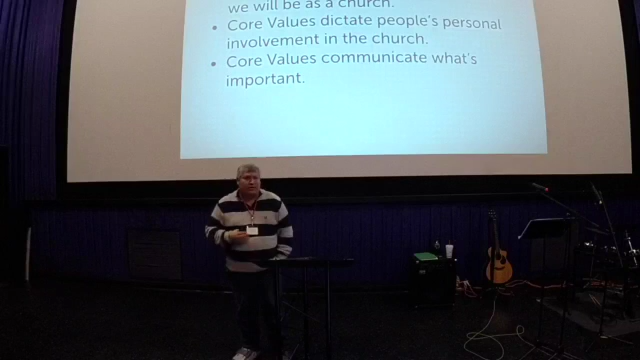 we will be as a church.
• Core Values dictate people's personal
involvement in the church.
• Core Values communicate what's
important.